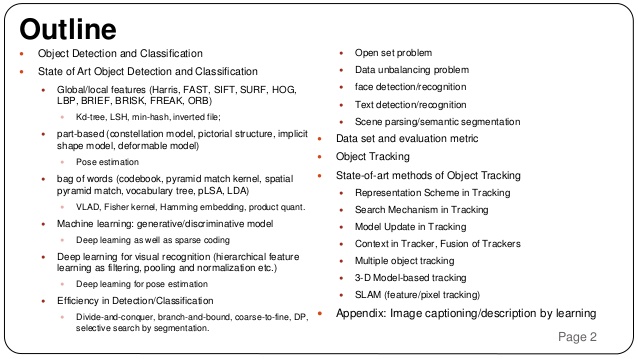 Outline
Object Detection and Classification
State of Art Object Detection and Classification
Global/local features (Harris, FAST, SIFT, SURF, HOG,
LBP, BRIEF, BRISK, FREAK, ORB)
Kd-tree, LSH, min-hash, inverted file;
part-based (constellation model, pictorial structure, implicit
shape model, deformable model)
Pose estimation
bag of words (codebook, pyramid match kernel, spatial
pyramid match, vocabulary tree, pLSA, LDA)
VLAD, Fisher kernel, Hamming embedding, product quant.
Machine learning: generative/discriminative model
Deep learning as well as sparse coding
Deep learning for visual recognition (hierarchical feature
learning as filtering, pooling and normalization etc.)
Deep learning for pose estimation
Efficiency in Detection/Classification
Divide-and-conquer, branch-and-bound, coarse-to-fine, DP,
selective search by segmentation.
Open set problem
Data unbalancing problem
face detection/recognition
Text detection/recognition
Scene parsing/semantic segmentation
Data set and evaluation metric
Object Tracking
State-of-art methods of Object Tracking
Representation Scheme in Tracking
Search Mechanism in Tracking
Model Update in Tracking
Context in Tracker, Fusion of Trackers
Multiple object tracking
3-D Model-based tracking
SLAM (feature/pixel tracking)
Appendix: Image captioning/description by learning
Page 2